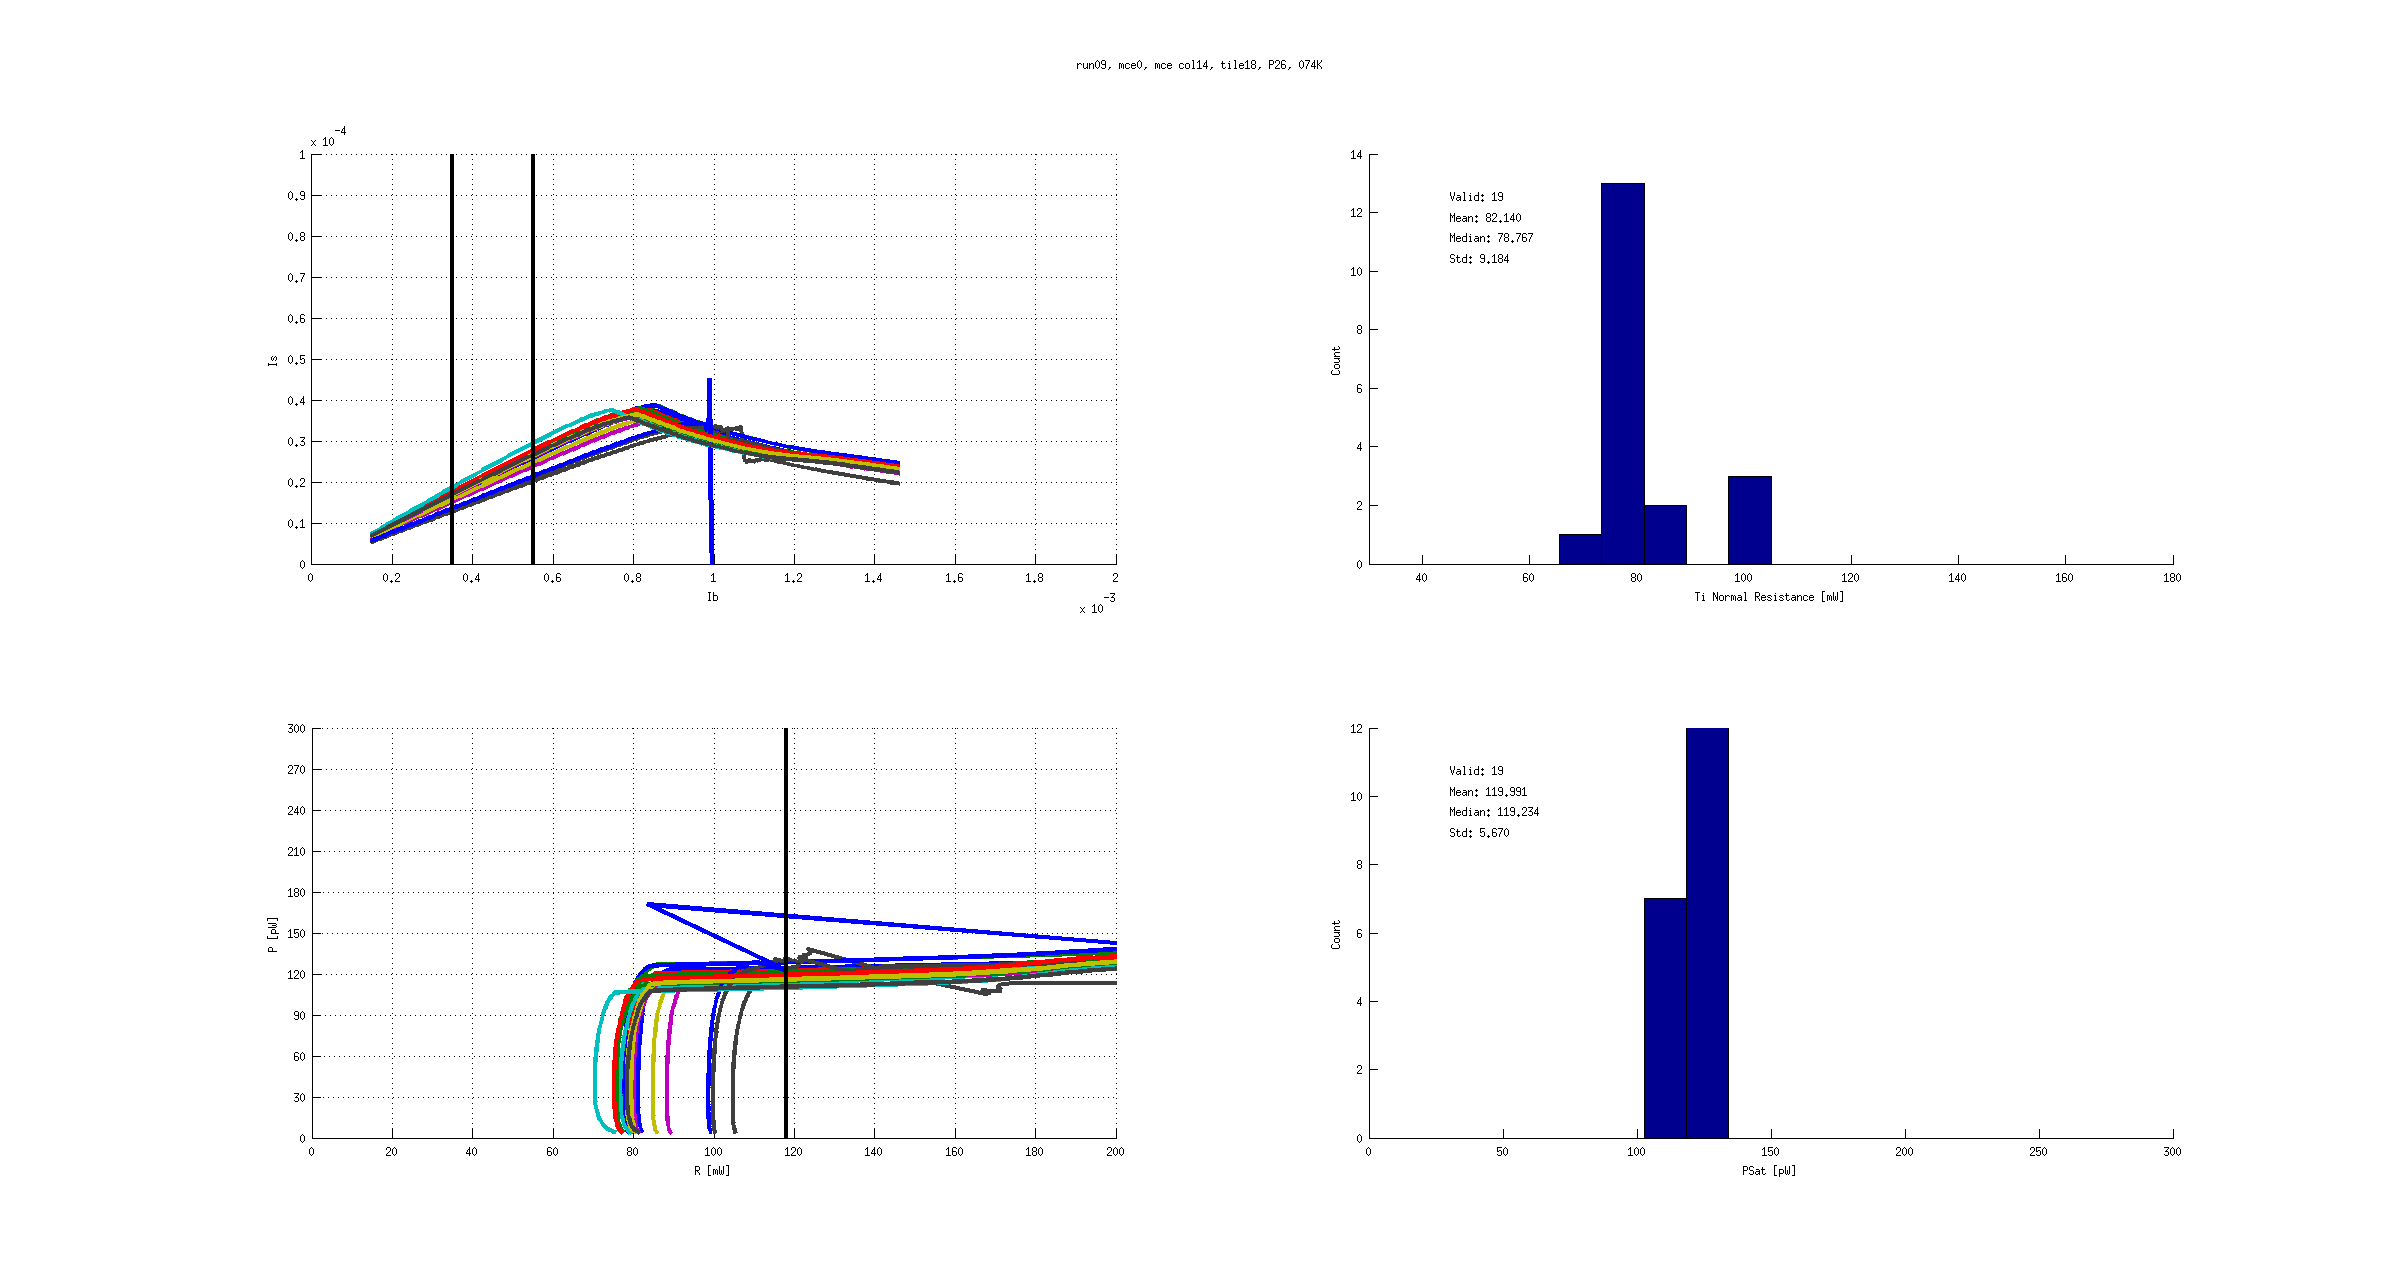 run09, mce0, mce col14, tile18, P26, 074K
x 10^-4
1
0.9
0.8
0.7
0.6
0.5
0.4
0.3
0.2
0.1
0
Is
0 0.2 0.4 0.6 0.8 1 1.2 1.4 1.6 1.8 2
Ib
x 10^-3
14
12
10
8
6
4
2
0
Count
Valid: 19
Mean: 82.140
Median: 78.767
Std: 9.184
40 60 80 100 120 140 160 180
Ti Normal Resistance [mW]
300
270
240
210
180
150
120
90
60
30
0
P [pW]
0 20 40 60 80 100 120 140 160 180 200
R [mW]
12
10
8
6
4
2
0
Count
Valid: 19
Mean: 119.991
Median: 119.234
Std: 5.670
0 50 100 150 200 250 300
PSat [pW]